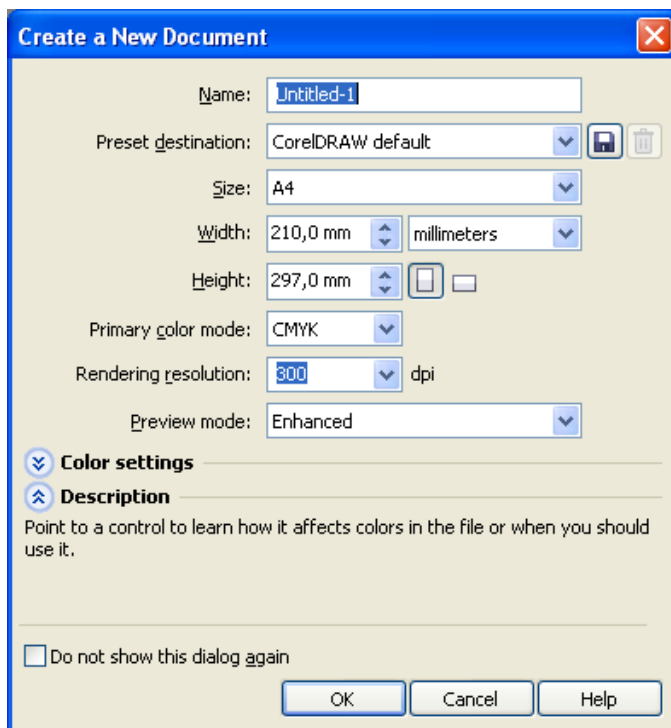 Create a New Document
Name: Untitled-1
Preset destination: CorelDRAW default
Size: A4
Width: 210,0 mm millimeters
Height: 297,0 mm
Primary color mode: CMYK
Rendering resolution: 300 dpi
Preview mode: Enhanced
Color settings
Description
Point to a control to learn how it affects colors in the file or when you should
use it.
Do not show this dialog again
OK Cancel Help